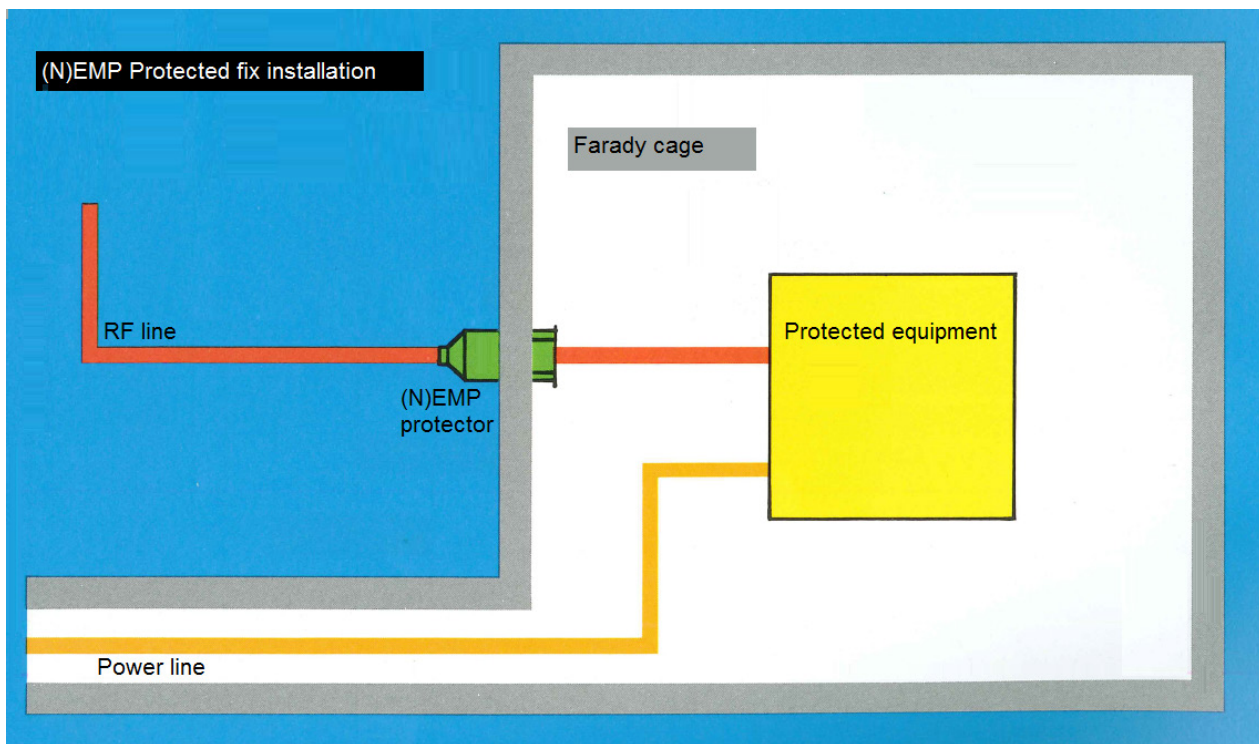 (N)EMP Protected fix installation
Farady cage
RF line
Protected equipment
(N)EMP
protector
Power line